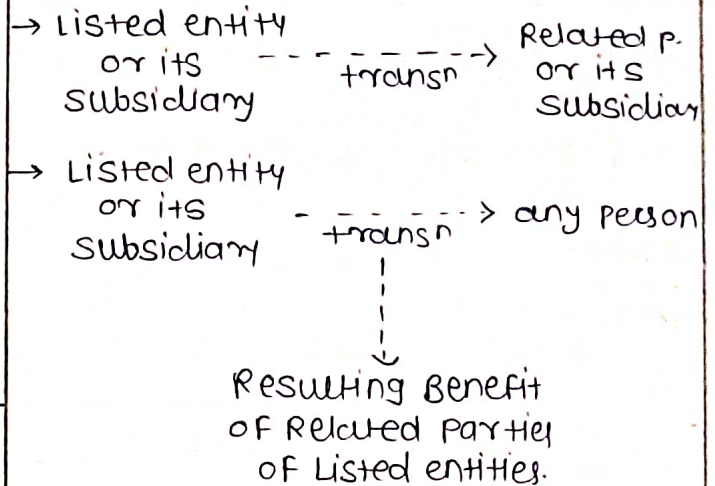 → Listed entity
or its
subsidiary
- - - - - - ->
transn
Related p.
or its
subsidiary
→ Listed entity
or its
subsidiary
- - - - - ->
transn
any person
Resulting Benefit
of Related parties
of Listed entities.